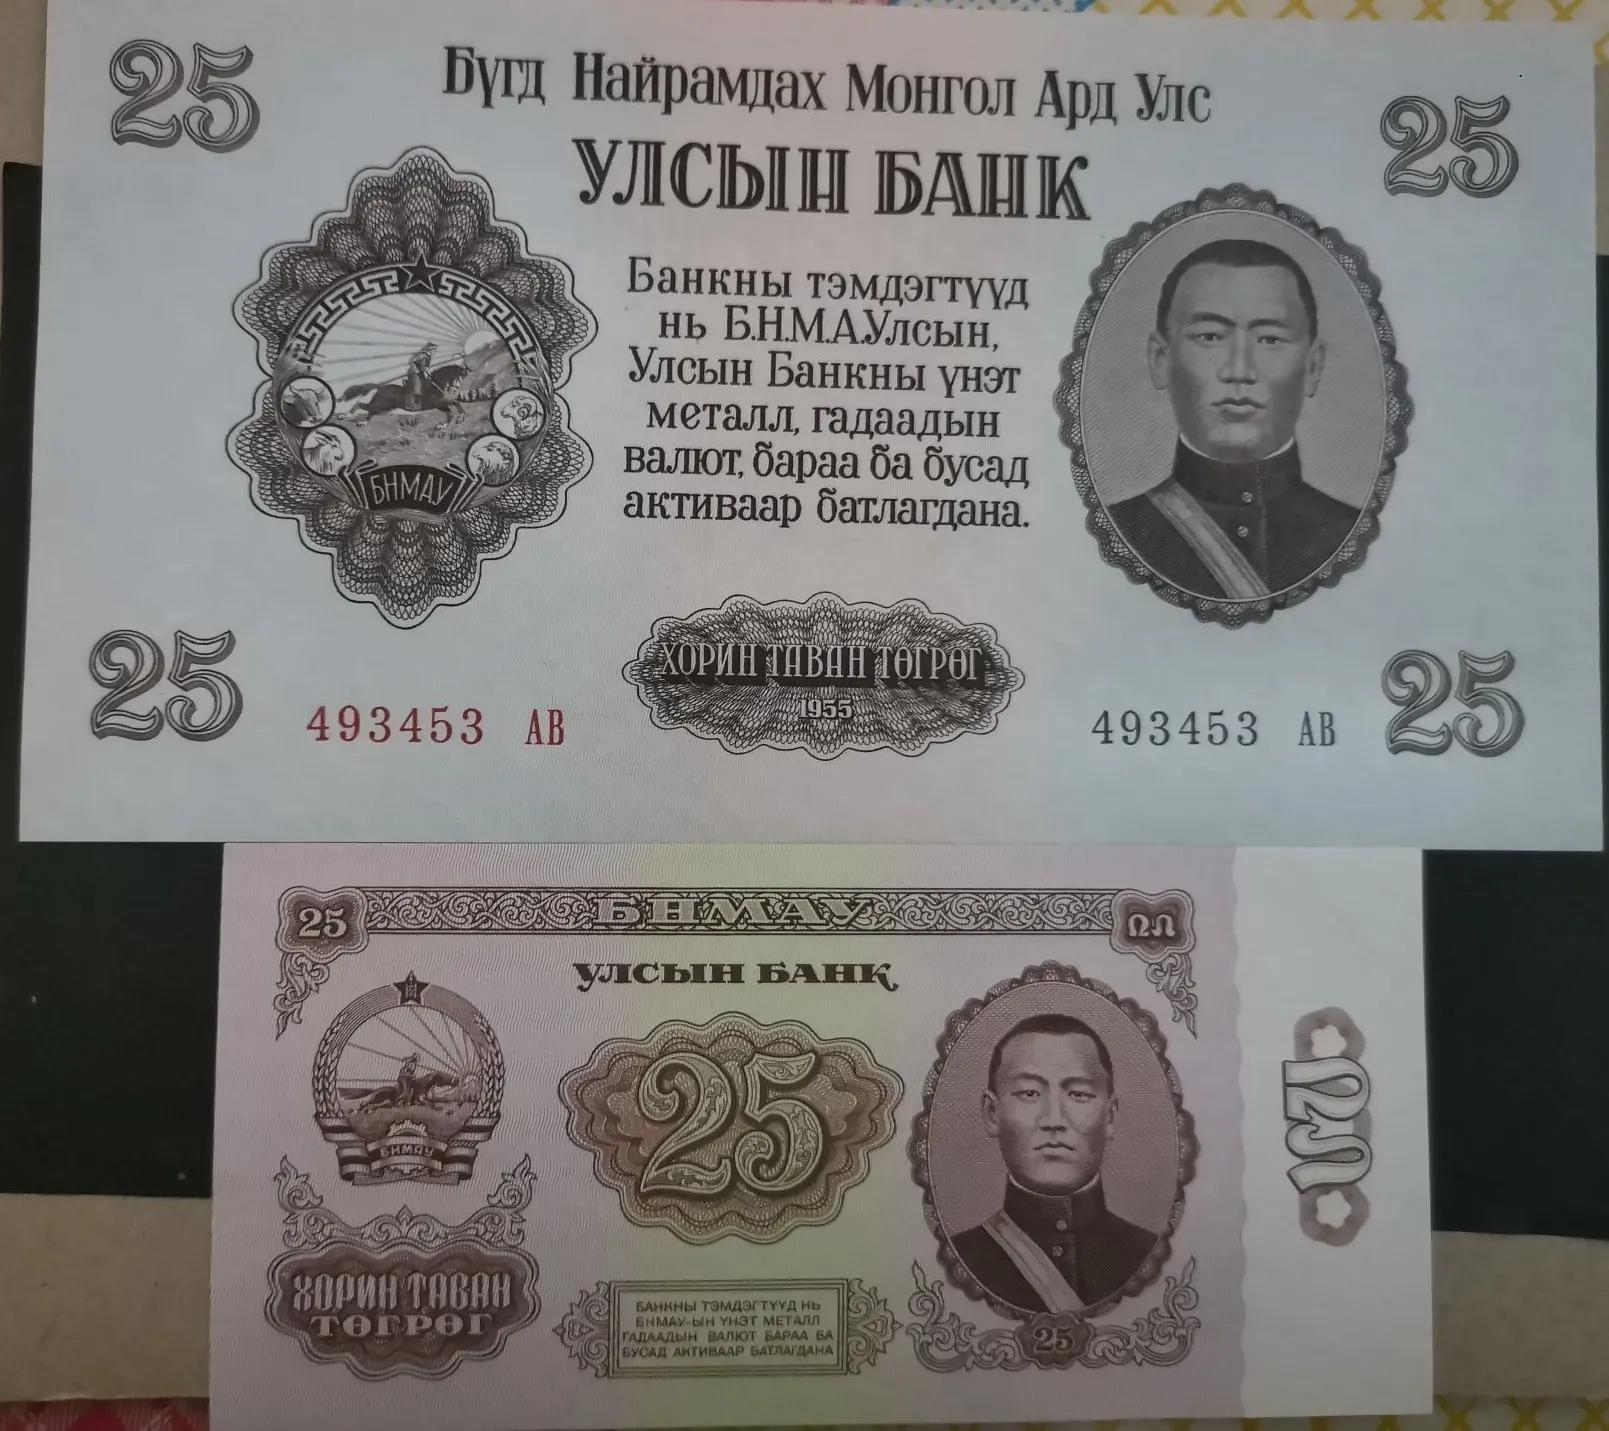 25
Бүгд Найрамдах Монгол Ард Улс
25
УЛСЫН БАНК
Банкны тэмдэгтүүд
нь Б.Н.М.А.Улсын,
Улсын Банкны үнэт
металл, гадаадын
валют, бараа ба бусад
активаар батлагдана.
БНМАУ
25
493453 АВ
ХОРИН ТАВАН ТӨГРӨГ
1955
493453 АВ
25
25
БНМАУ
УЛСЫН БАНК
25
БНМАУ
ХОРИН ТАВАН
ТӨГРӨГ
БАНКНЫ ТЭМДЭГТҮҮД НЬ
БНМАУ-ЫН ҮНЭТ МЕТАЛЛ
ГАДААДЫН ВАЛЮТ БАРАА БА
БУСАД АКТИВААР БАТЛАГДАНА
25